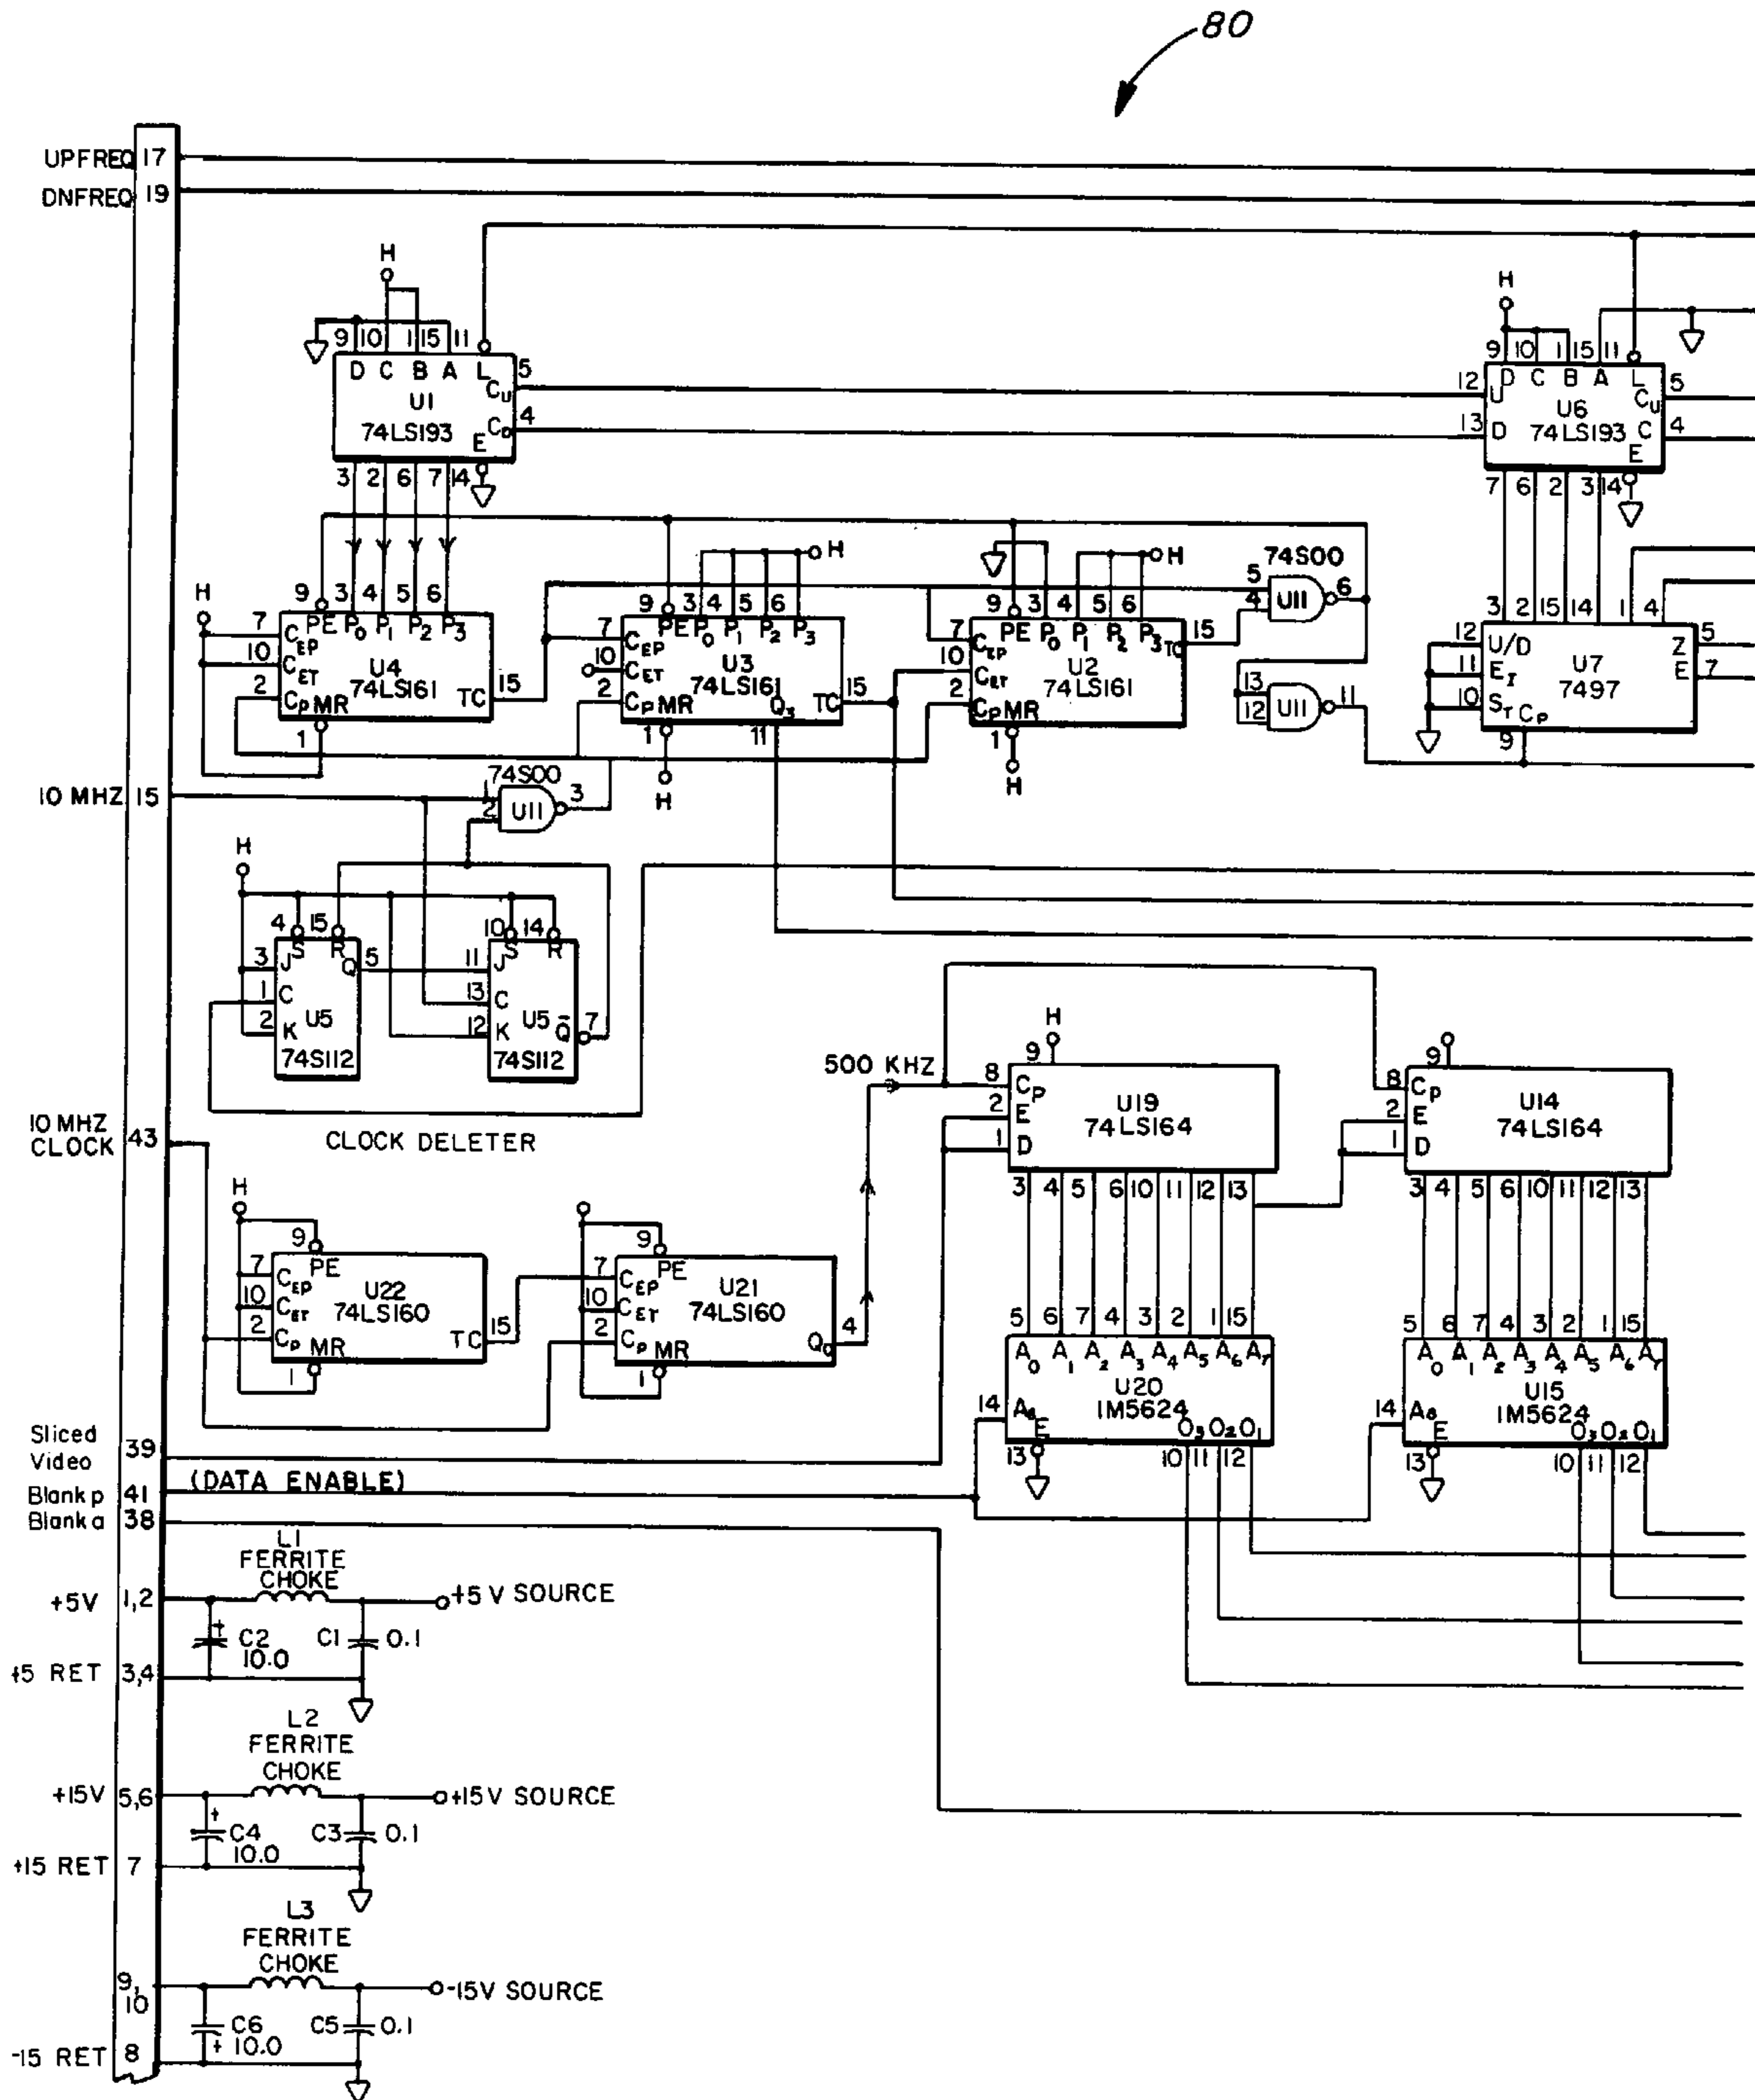 80
UPFREQ 17
DNFREQ 19
H
H
9 10 1 15 11
9 10 1 15 11
D C B A L
5
CU
U1
74LS193
4
CD
E
3 2 6 7 14
12 U
13 D
D C B A L
U6
74LS193
5
CU
4
C
E
7 6 2 3 14
H
9 3 4 5 6
PE P0 P1 P2 P3
7 CEP
10 CET
2 CP MR
U4
74LS161
TC 15
1
H
9 3 4 5 6
PE P0 P1 P2 P3
7 CEP
10 CET
2 CP MR
U3
74LS161
Q3 TC 15
1 11
H
H
9 3 4 5 6
PE P0 P1 P2 P3 TC 15
7 CEP
10 CET
2 CP MR
U2
74LS161
1
H
74S00
5
4 U11 6
13
12 U11 11
3 2 15 14 1 4
12 U/D
11 EI
10 ST CP
9
U7
7497
Z 5
E 7
10 MHZ 15
74S00
1
2 U11 3
H
4 15
S R
3 J Q 5
1 C
2 K
U5
74S112
10 14
S R
11 J
13 C
12 K
U5 Q̄ 7
74S112
CLOCK DELETER
10 MHZ
CLOCK 43
500 KHZ
H
9
8 CP
2 E
1 D
U19
74LS164
3 4 5 6 10 11 12 13
9
8 CP
2 E
1 D
U14
74LS164
3 4 5 6 10 11 12 13
H
9
PE
7 CEP
10 CET
2 CP MR
U22
74LS160
TC 15
1
9
PE
7 CEP
10 CET
2 CP MR
U21
74LS160
Q0 4
1
5 6 7 4 3 2 1 15
A0 A1 A2 A3 A4 A5 A6 A7
U20
IM5624
14 A8
E O3 O2 O1
13 10 11 12
5 6 7 4 3 2 1 15
A0 A1 A2 A3 A4 A5 A6 A7
U15
IM5624
14 A8
E O3 O2 O1
13 10 11 12
Sliced
Video 39
(DATA ENABLE)
Blank p 41
Blank a 38
L1
FERRITE
CHOKE
+5V 1,2
+5 V SOURCE
+ C2
10.0
C1 0.1
+5 RET 3,4
L2
FERRITE
CHOKE
+15V 5,6
+15V SOURCE
+ C4
10.0
C3 0.1
+15 RET 7
L3
FERRITE
CHOKE
9,
10
-15V SOURCE
C6
+ 10.0
C5 0.1
-15 RET 8